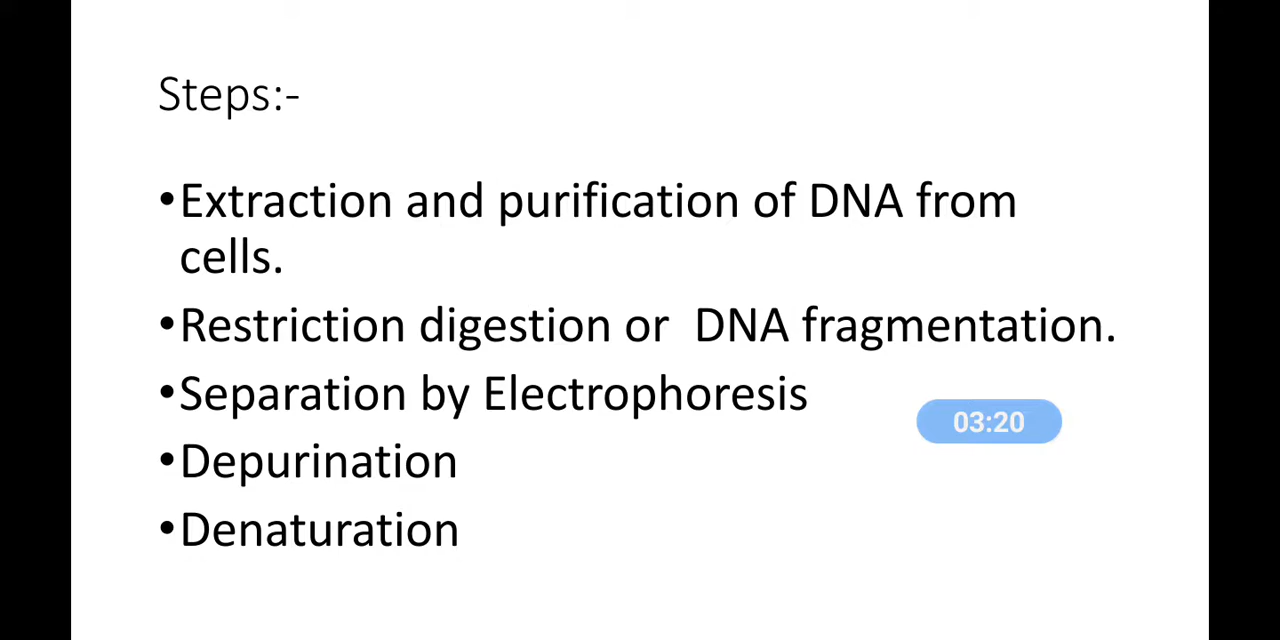 Steps:-
•Extraction and purification of DNA from
cells.
•Restriction digestion or  DNA fragmentation.
•Separation by Electrophoresis
03:20
•Depurination
•Denaturation